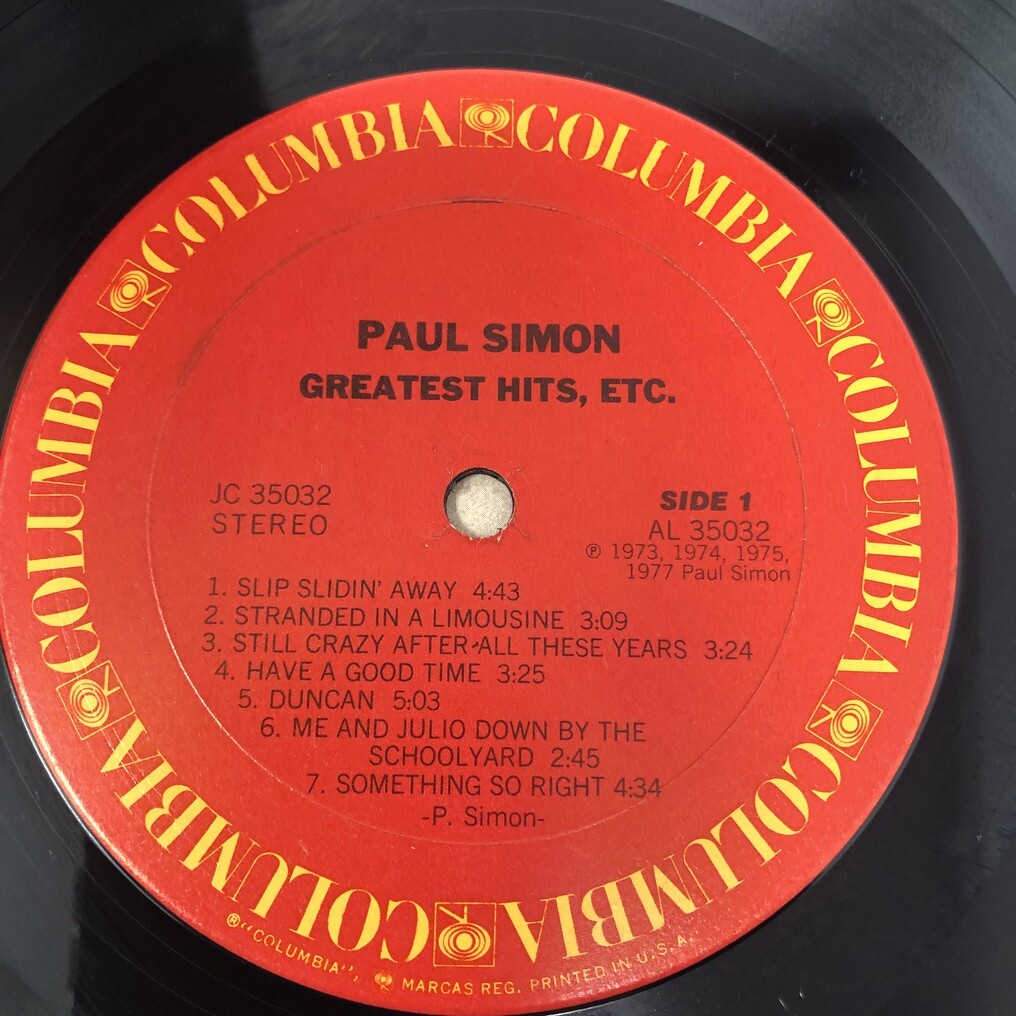 COLUMBIA COLUMBIA COLUMBIA COLUMBIA COLUMBIA COLUMBIA
PAUL SIMON
GREATEST HITS, ETC.
JC 35032
STEREO
SIDE 1
AL 35032
℗ 1973, 1974, 1975,
1977 Paul Simon
1. SLIP SLIDIN' AWAY 4:43
2. STRANDED IN A LIMOUSINE 3:09
3. STILL CRAZY AFTER ALL THESE YEARS 3:24
4. HAVE A GOOD TIME 3:25
5. DUNCAN 5:03
6. ME AND JULIO DOWN BY THE
SCHOOLYARD 2:45
7. SOMETHING SO RIGHT 4:34
-P. Simon-
®"COLUMBIA", MARCAS REG. PRINTED IN U.S.A.